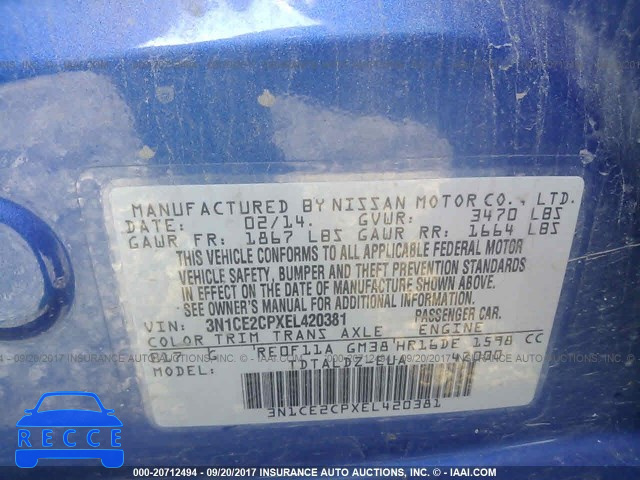 MANUFACTURED BY NISSAN MOTOR CO., LTD.
DATE: 02/14. GVWR: 3470 LBS
GAWR FR: 1867 LBS GAWR RR: 1664 LBS
THIS VEHICLE CONFORMS TO ALL APPLICABLE FEDERAL MOTOR
VEHICLE SAFETY, BUMPER AND THEFT PREVENTION STANDARDS
IN EFFECT ON THE DATE OF MANUFACTURE SHOWN ABOVE.
SEE OWNER'S MANUAL FOR ADDITIONAL INFORMATION.
VIN: 3N1CE2CPXEL420381 PASSENGER CAR.
COLOR TRIM TRANS AXLE ENGINE
G RE0F11A GM38 HR16DE 1598 CC
MODEL: TDTALDZ-EUA
3N1CE2CPXEL420381
000-20712494 - 09/20/2017 INSURANCE AUTO AUCTIONS, INC. - IAAI.COM